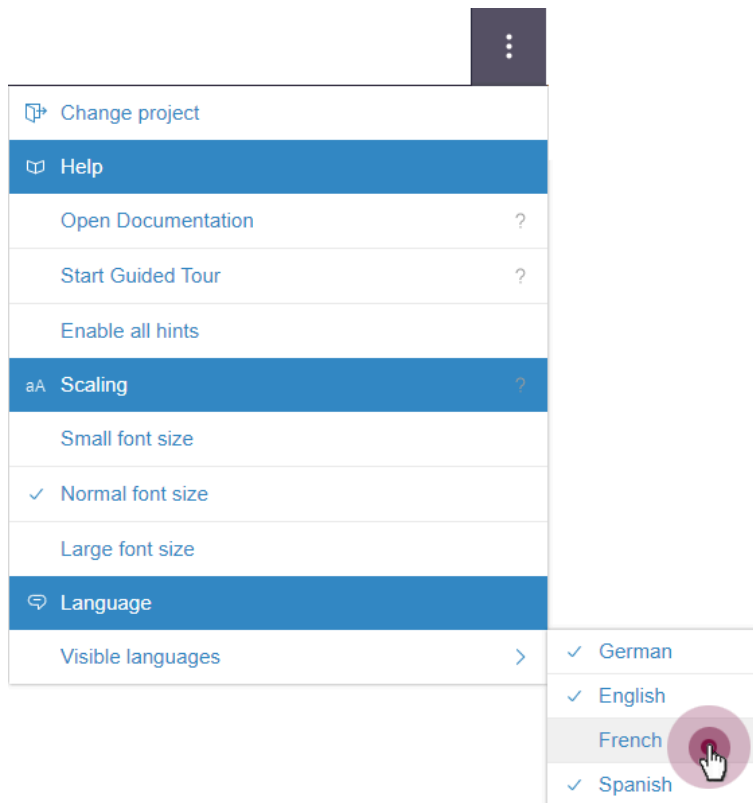 Change project
Help
Open Documentation ?
Start Guided Tour ?
Enable all hints
aA Scaling ?
Small font size
Normal font size
Large font size
Language
Visible languages
German
English
French
Spanish